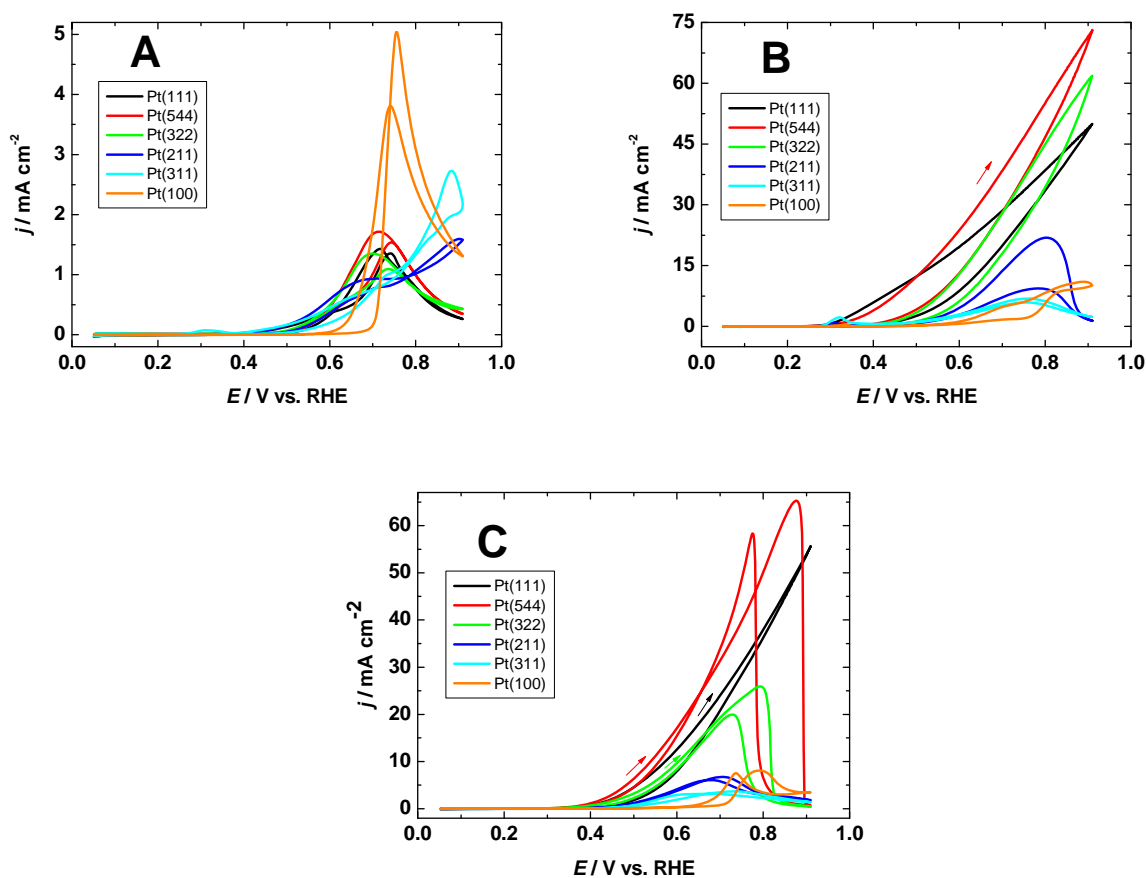 A
j / mA cm-2
5
4
3
2
1
0
Pt(111)
Pt(544)
Pt(322)
Pt(211)
Pt(311)
Pt(100)
0.0 0.2 0.4 0.6 0.8 1.0
E / V vs. RHE
B
j / mA cm-2
75
60
45
30
15
0
Pt(111)
Pt(544)
Pt(322)
Pt(211)
Pt(311)
Pt(100)
0.0 0.2 0.4 0.6 0.8 1.0
E / V vs. RHE
C
j / mA cm-2
60
50
40
30
20
10
0
Pt(111)
Pt(544)
Pt(322)
Pt(211)
Pt(311)
Pt(100)
0.0 0.2 0.4 0.6 0.8 1.0
E / V vs. RHE